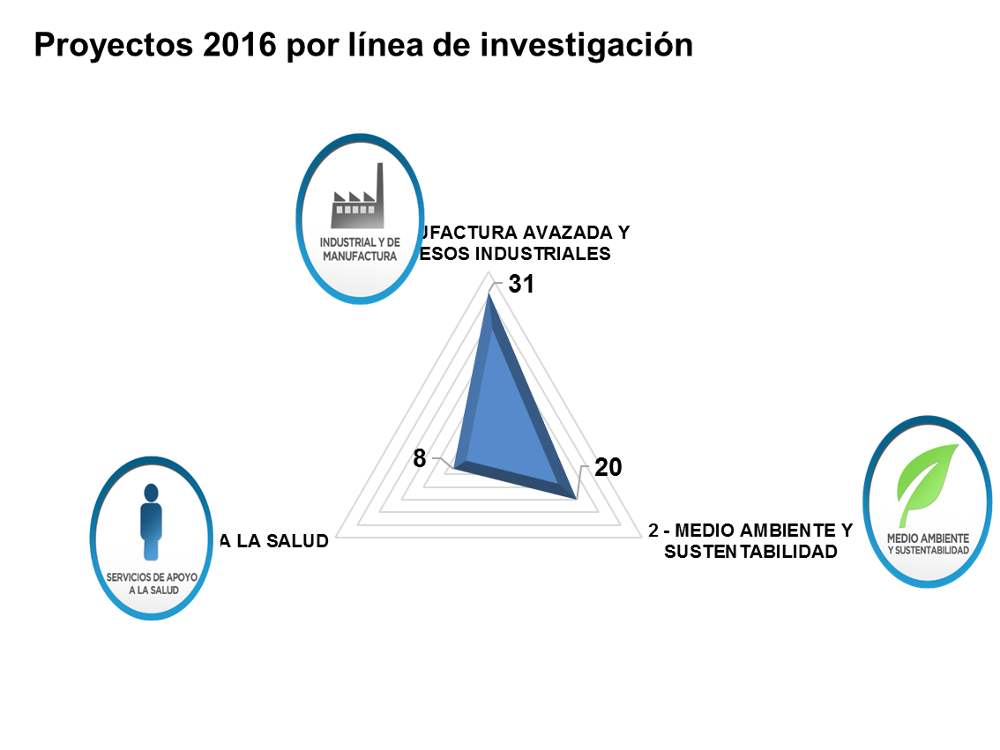 Proyectos 2016 por línea de investigación
INDUSTRIAL Y DE
MANUFACTURA
UFACTURA AVAZADA Y
ESOS INDUSTRIALES
31
8
20
SERVICIOS DE APOYO
A LA SALUD
A LA SALUD
2 - MEDIO AMBIENTE Y
SUSTENTABILIDAD
MEDIO AMBIENTE
Y SUSTENTABILIDAD